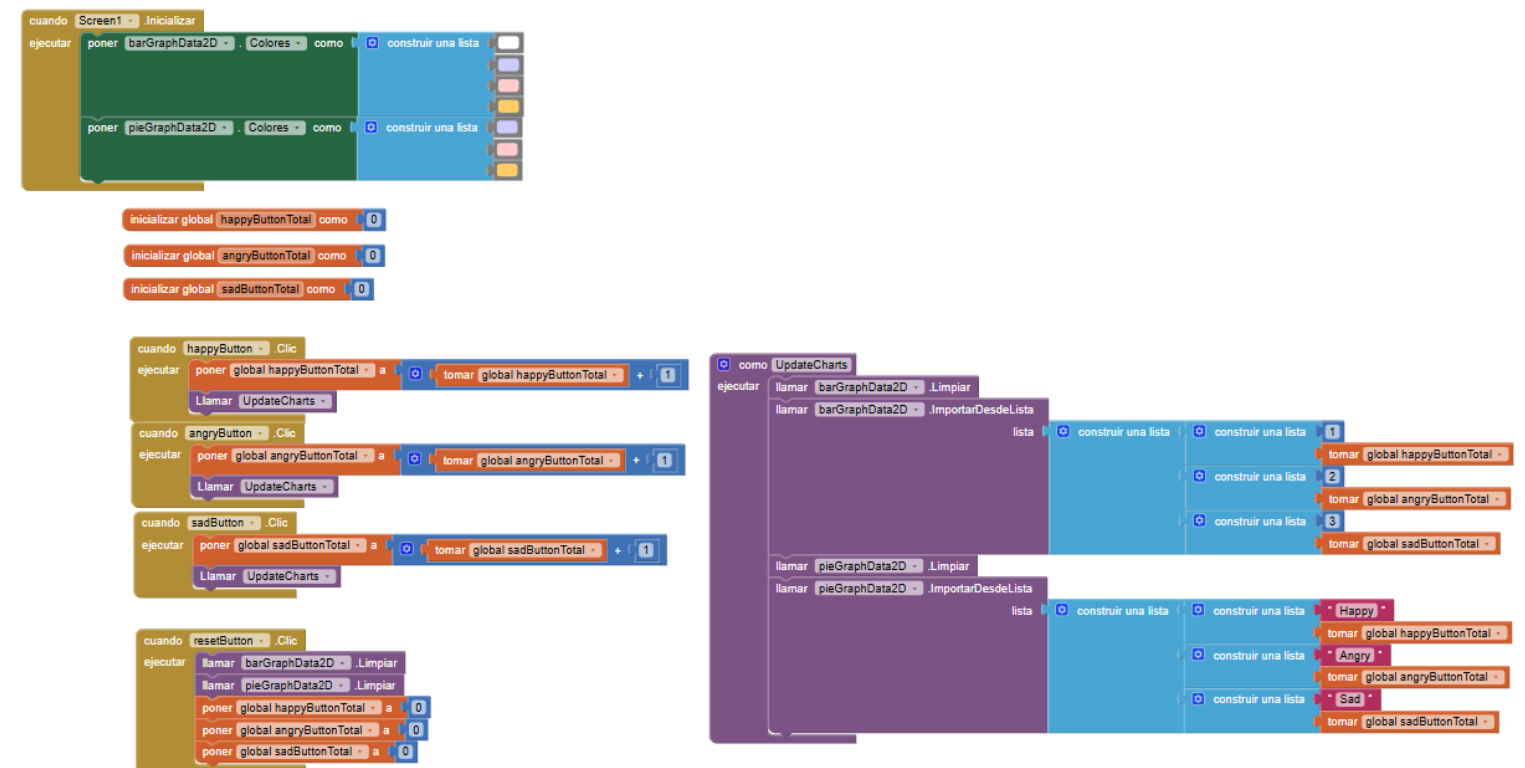 cuando Screen1 .Inicializar
ejecutar poner barGraphData2D . Colores como construir una lista
poner pieGraphData2D . Colores como construir una lista
inicializar global happyButtonTotal como 0
inicializar global angryButtonTotal como 0
inicializar global sadButtonTotal como 0
cuando happyButton .Clic
ejecutar poner global happyButtonTotal a tomar global happyButtonTotal + 1
Llamar UpdateCharts
cuando angryButton .Clic
ejecutar poner global angryButtonTotal a tomar global angryButtonTotal + 1
Llamar UpdateCharts
cuando sadButton .Clic
ejecutar poner global sadButtonTotal a tomar global sadButtonTotal + 1
Llamar UpdateCharts
cuando resetButton .Clic
ejecutar llamar barGraphData2D .Limpiar
llamar pieGraphData2D .Limpiar
poner global happyButtonTotal a 0
poner global angryButtonTotal a 0
poner global sadButtonTotal a 0
como UpdateCharts
ejecutar llamar barGraphData2D .Limpiar
llamar barGraphData2D .ImportarDesdeLista
lista construir una lista construir una lista 1
tomar global happyButtonTotal
construir una lista 2
tomar global angryButtonTotal
construir una lista 3
tomar global sadButtonTotal
llamar pieGraphData2D .Limpiar
llamar pieGraphData2D .ImportarDesdeLista
lista construir una lista construir una lista " Happy "
tomar global happyButtonTotal
construir una lista " Angry "
tomar global angryButtonTotal
construir una lista " Sad "
tomar global sadButtonTotal